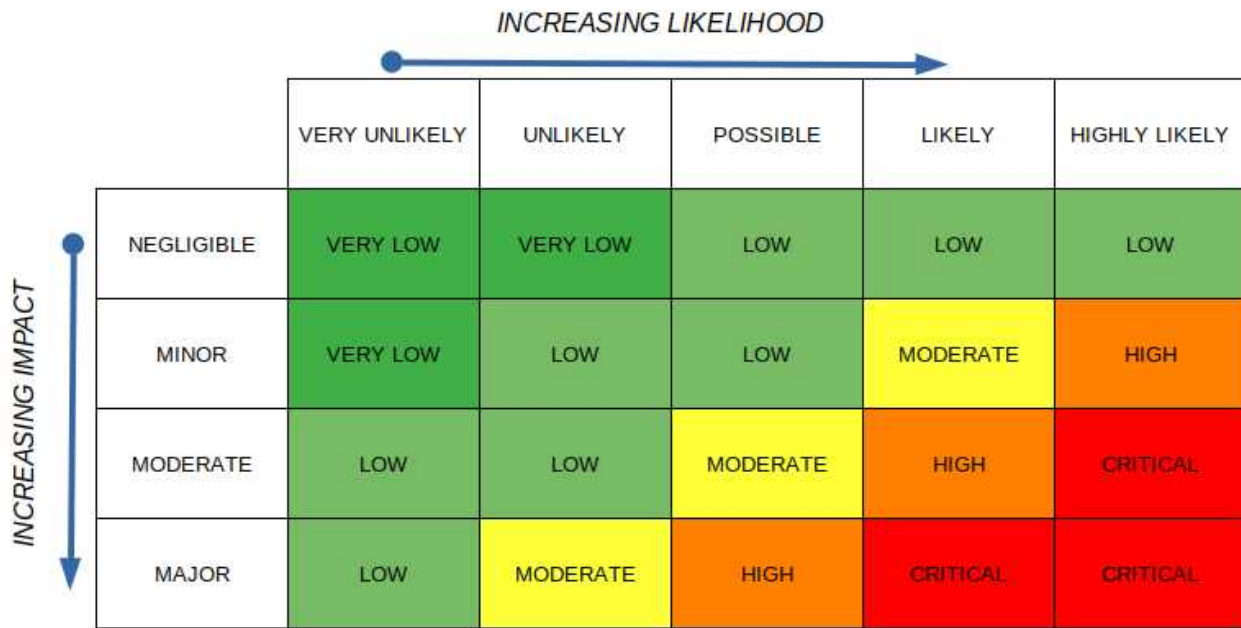 INCREASING LIKELIHOOD
VERY UNLIKELY UNLIKELY POSSIBLE LIKELY HIGHLY LIKELY
INCREASING IMPACT
NEGLIGIBLE VERY LOW VERY LOW LOW LOW LOW
MINOR VERY LOW LOW LOW MODERATE HIGH
MODERATE LOW LOW MODERATE HIGH CRITICAL
MAJOR LOW MODERATE HIGH CRITICAL CRITICAL